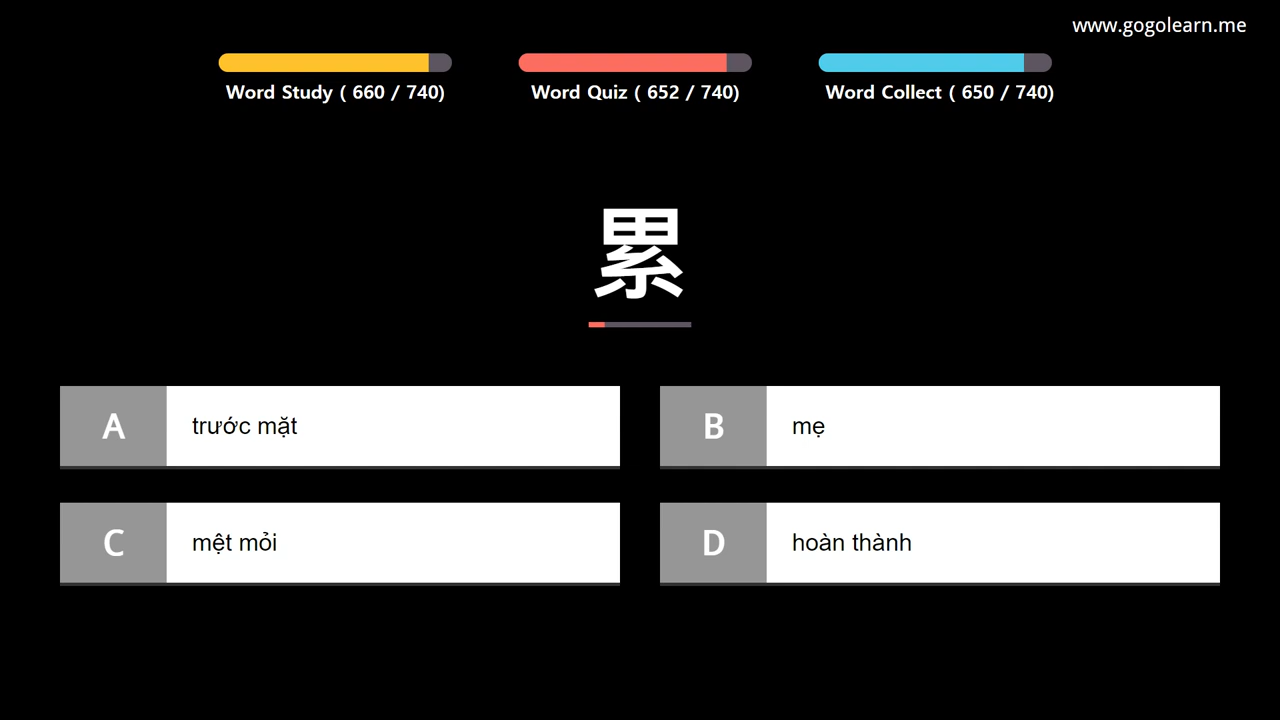 www.gogolearn.me
Word Study ( 660 / 740)
Word Quiz ( 652 / 740)
Word Collect ( 650 / 740)
累
A trước mặt
B mẹ
C mệt mỏi
D hoàn thành